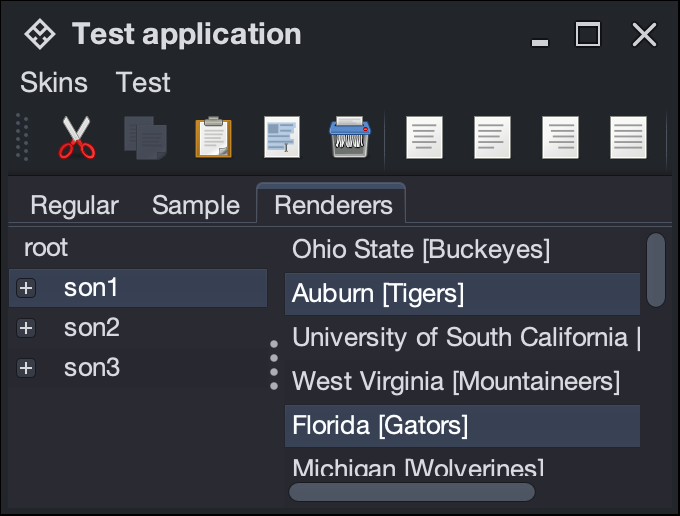 Test application
Skins Test
Regular Sample Renderers
root
son1
son2
son3
Ohio State [Buckeyes]
Auburn [Tigers]
University of South California [
West Virginia [Mountaineers]
Florida [Gators]
Michigan [Wolverines]